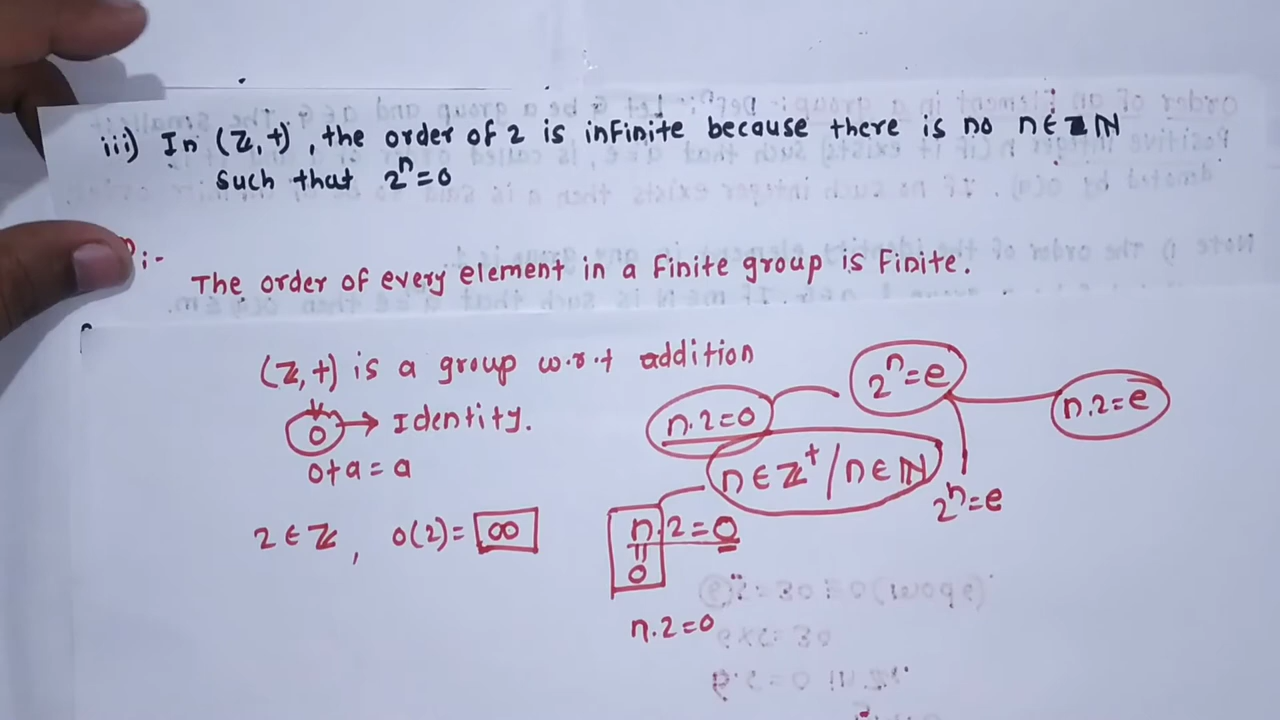 iii) In (ℤ,+), the order of 2 is infinite because there is no n∈ℤℕ
such that 2ⁿ=0
:-
The order of every element in a finite group is finite.
(ℤ,+) is a group w.r.t addition
0 → Identity.
0+a = a
2 ∈ ℤ, o(2) = ∞
2ⁿ=e
n.2=0
n.2=e
n∈ℤ⁺/n∈ℕ
2ⁿ=e
n.2=0
0
n.2=0